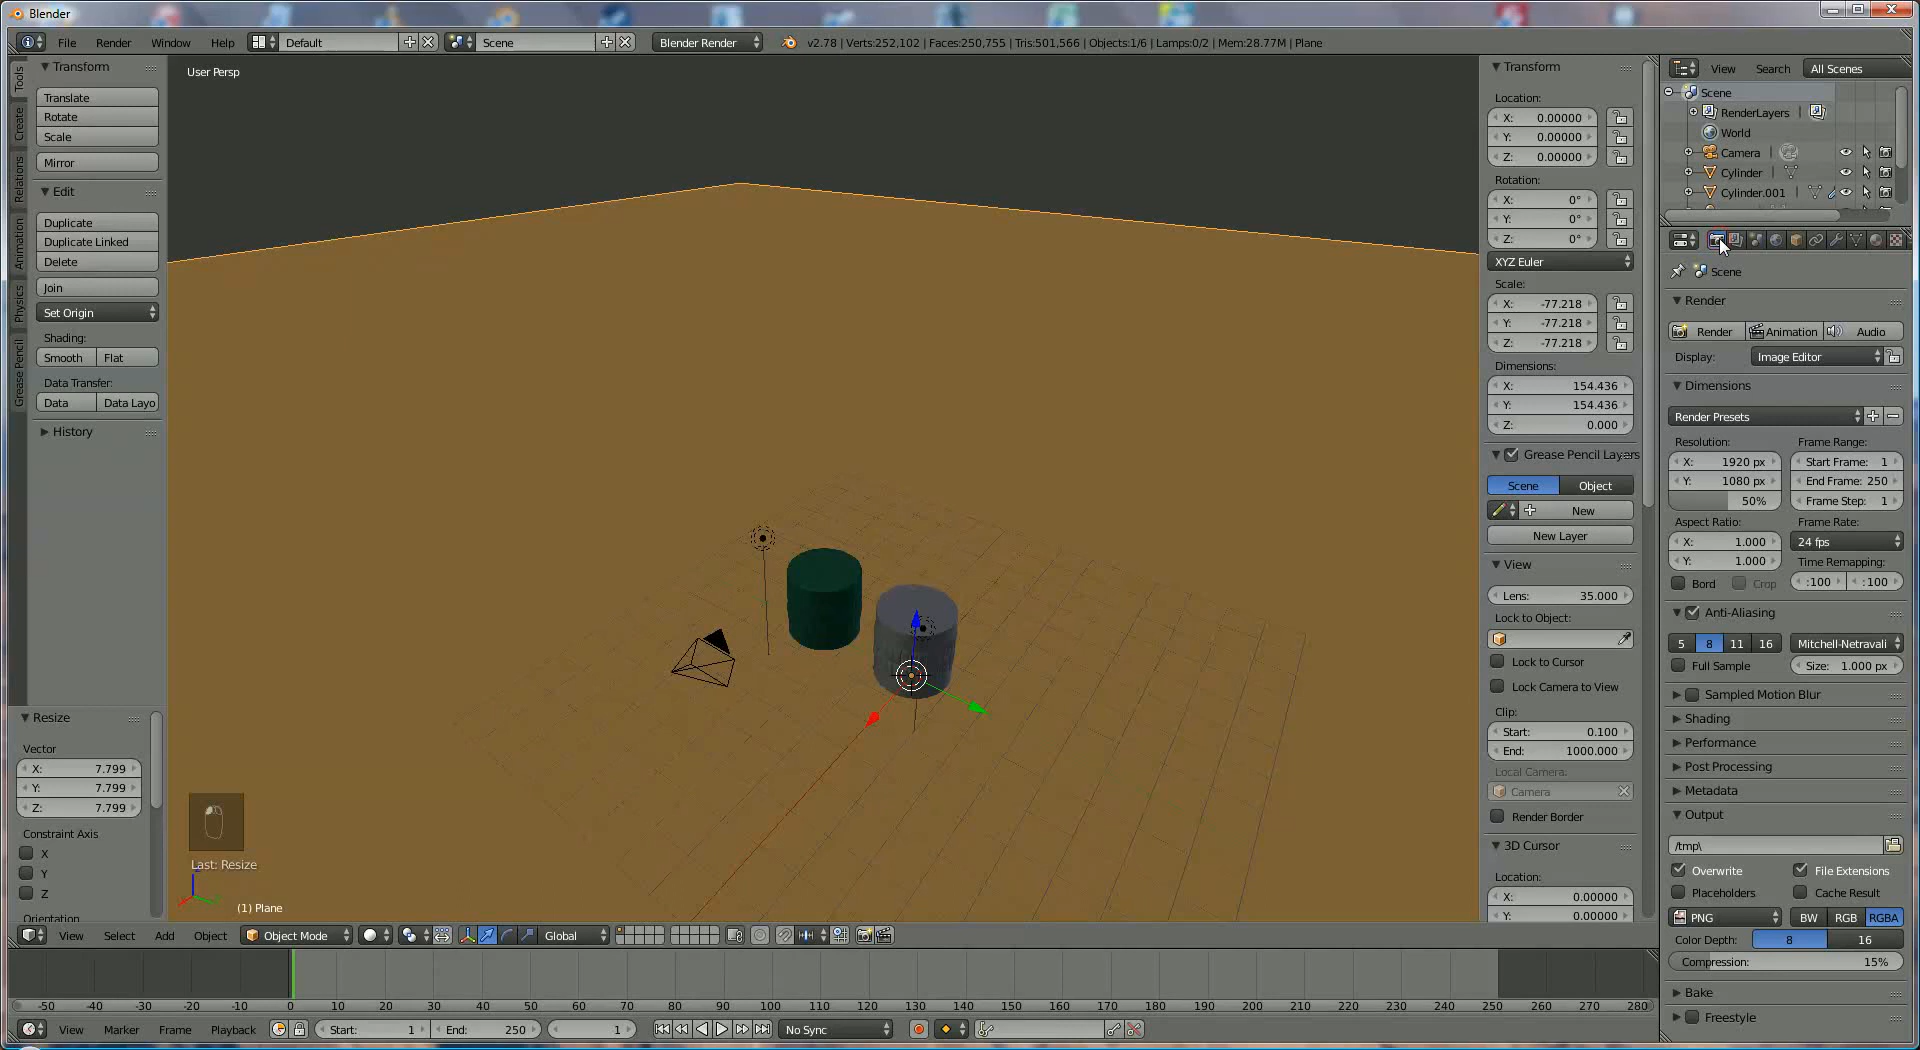 Blender
File Render Window Help Default Scene Blender Render v2.78 | Verts:252,102 | Faces:250,755 | Tris:501,566 | Objects:1/6 | Lamps:0/2 | Mem:28.77M | Plane
Tools
Create
Relations
Animation
Physics
Grease Pencil
Transform
Translate
Rotate
Scale
Mirror
Edit
Duplicate
Duplicate Linked
Delete
Join
Set Origin
Shading:
Smooth Flat
Data Transfer:
Data Data Layo
History
Resize
Vector
X: 7.799
Y: 7.799
Z: 7.799
Constraint Axis
X
Y
Z
Orientation
User Persp
Last: Resize
(1) Plane
Transform
Location:
X: 0.00000
Y: 0.00000
Z: 0.00000
Rotation:
X: 0°
Y: 0°
Z: 0°
XYZ Euler
Scale:
X: -77.218
Y: -77.218
Z: -77.218
Dimensions:
X: 154.436
Y: 154.436
Z: 0.000
Grease Pencil Layers
Scene Object
New
New Layer
View
Lens: 35.000
Lock to Object:
Lock to Cursor
Lock Camera to View
Clip:
Start: 0.100
End: 1000.000
Local Camera:
Camera
Render Border
3D Cursor
Location:
X: 0.00000
Y: 0.00000
View Search All Scenes
Scene
RenderLayers |
World
Camera |
Cylinder |
Cylinder.001 |
Scene
Render
Render Animation Audio
Display: Image Editor
Dimensions
Render Presets
Resolution: Frame Range:
X: 1920 px Start Frame: 1
Y: 1080 px End Frame: 250
50% Frame Step: 1
Aspect Ratio: Frame Rate:
X: 1.000 24 fps
Y: 1.000 Time Remapping:
Bord Crop :100 :100
Anti-Aliasing
5 8 11 16 Mitchell-Netravali
Full Sample Size: 1.000 px
Sampled Motion Blur
Shading
Performance
Post Processing
Metadata
Output
/tmp\
Overwrite File Extensions
Placeholders Cache Result
PNG BW RGB RGBA
Color Depth: 8 16
Compression: 15%
Bake
Freestyle
View Select Add Object Object Mode Global
-50 -40 -30 -20 -10 0 10 20 30 40 50 60 70 80 90 100 110 120 130 140 150 160 170 180 190 200 210 220 230 240 250 260 270 280
View Marker Frame Playback Start: 1 End: 250 1 No Sync